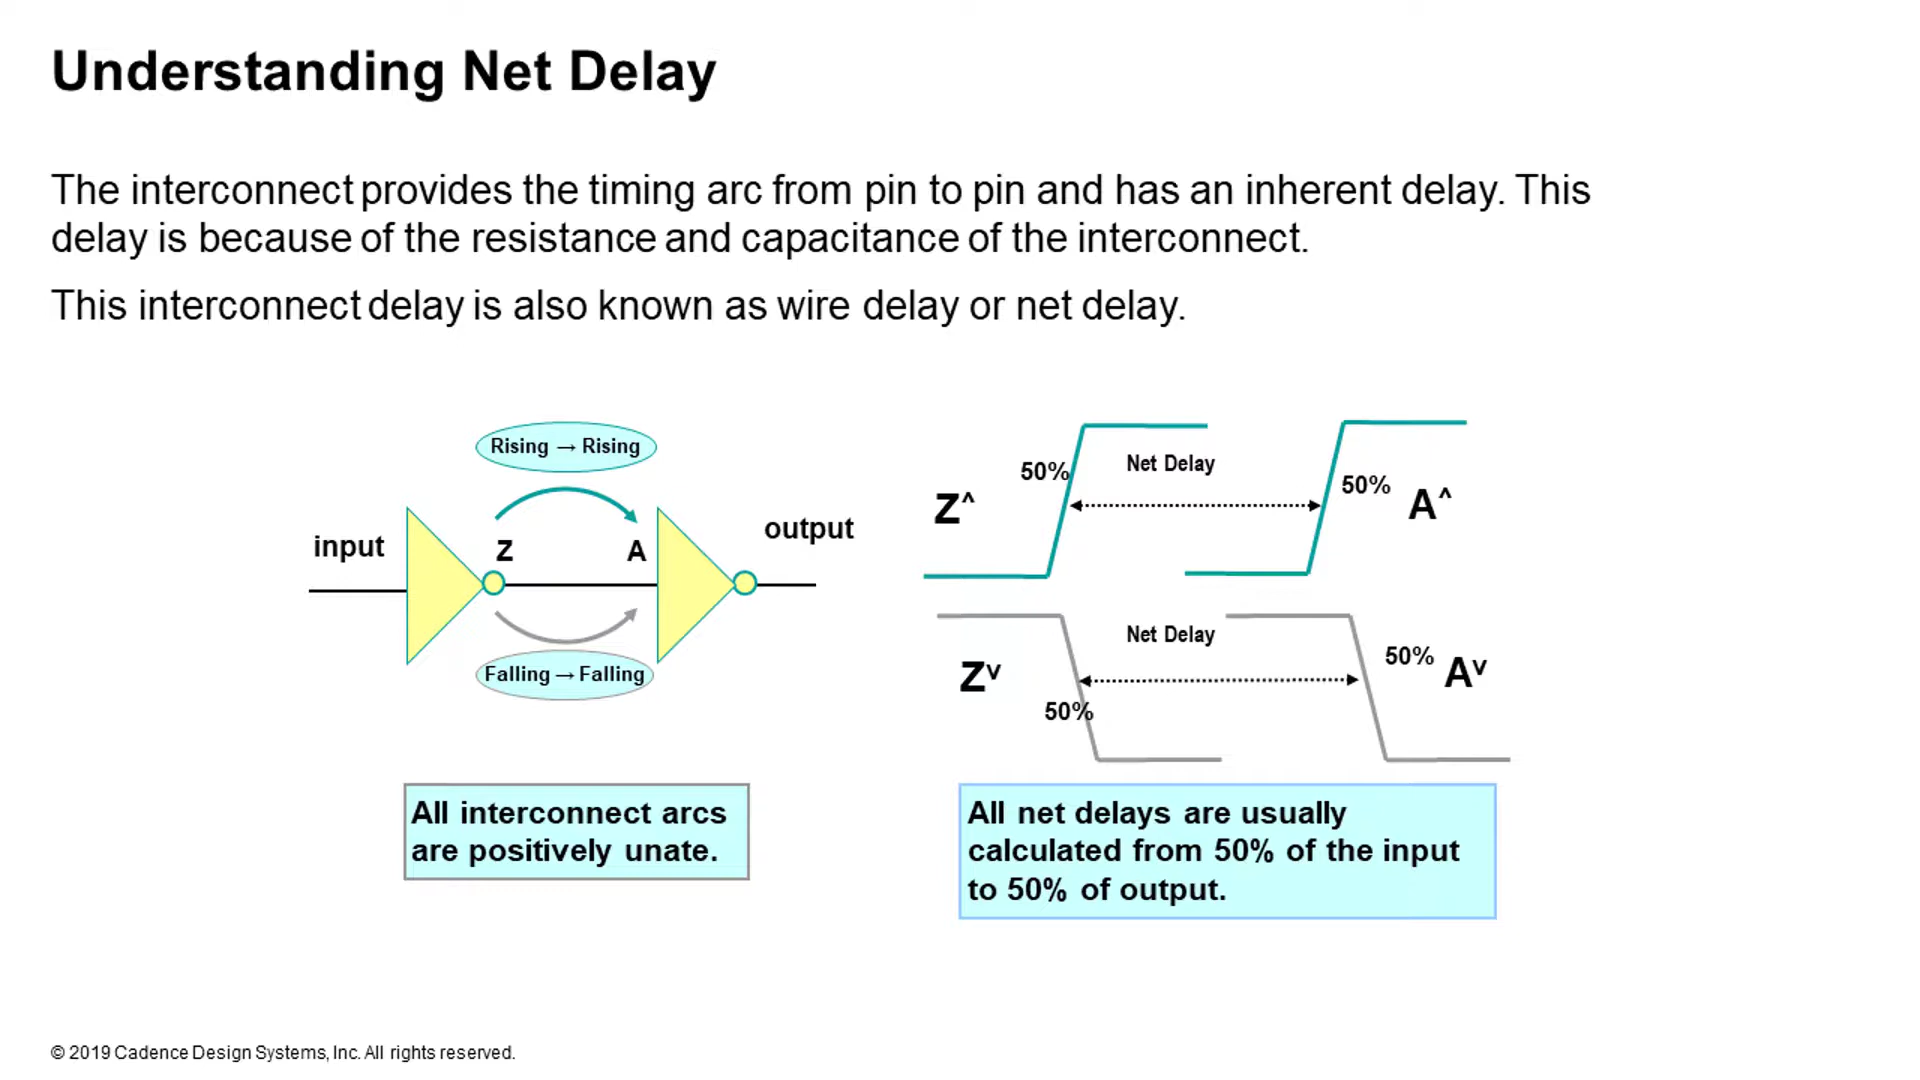 Understanding Net Delay
The interconnect provides the timing arc from pin to pin and has an inherent delay. This
delay is because of the resistance and capacitance of the interconnect.
This interconnect delay is also known as wire delay or net delay.
Rising → Rising
input
Z
A
output
Falling → Falling
All interconnect arcs
are positively unate.
50%
Net Delay
50%
Z^
A^
Net Delay
50%
Zv
Av
50%
All net delays are usually
calculated from 50% of the input
to 50% of output.
© 2019 Cadence Design Systems, Inc. All rights reserved.